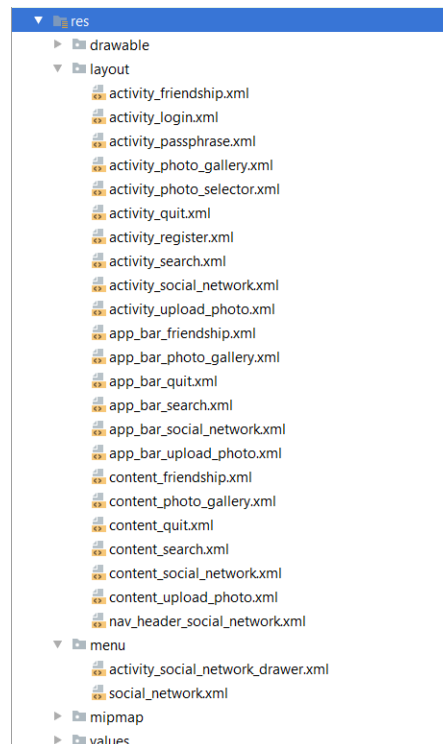 res
drawable
layout
activity_friendship.xml
activity_login.xml
activity_passphrase.xml
activity_photo_gallery.xml
activity_photo_selector.xml
activity_quit.xml
activity_register.xml
activity_search.xml
activity_social_network.xml
activity_upload_photo.xml
app_bar_friendship.xml
app_bar_photo_gallery.xml
app_bar_quit.xml
app_bar_search.xml
app_bar_social_network.xml
app_bar_upload_photo.xml
content_friendship.xml
content_photo_gallery.xml
content_quit.xml
content_search.xml
content_social_network.xml
content_upload_photo.xml
nav_header_social_network.xml
menu
activity_social_network_drawer.xml
social_network.xml
mipmap
values